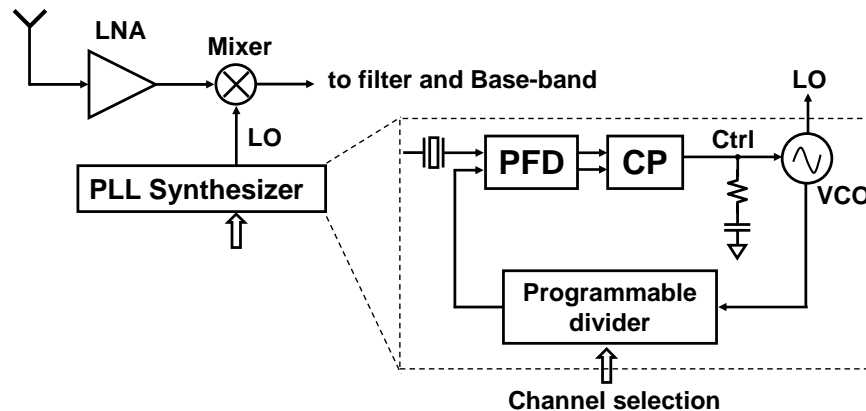 LNA
Mixer
to filter and Base-band
LO
PLL Synthesizer
LO
Ctrl
PFD
CP
VCO
Programmable
divider
Channel selection